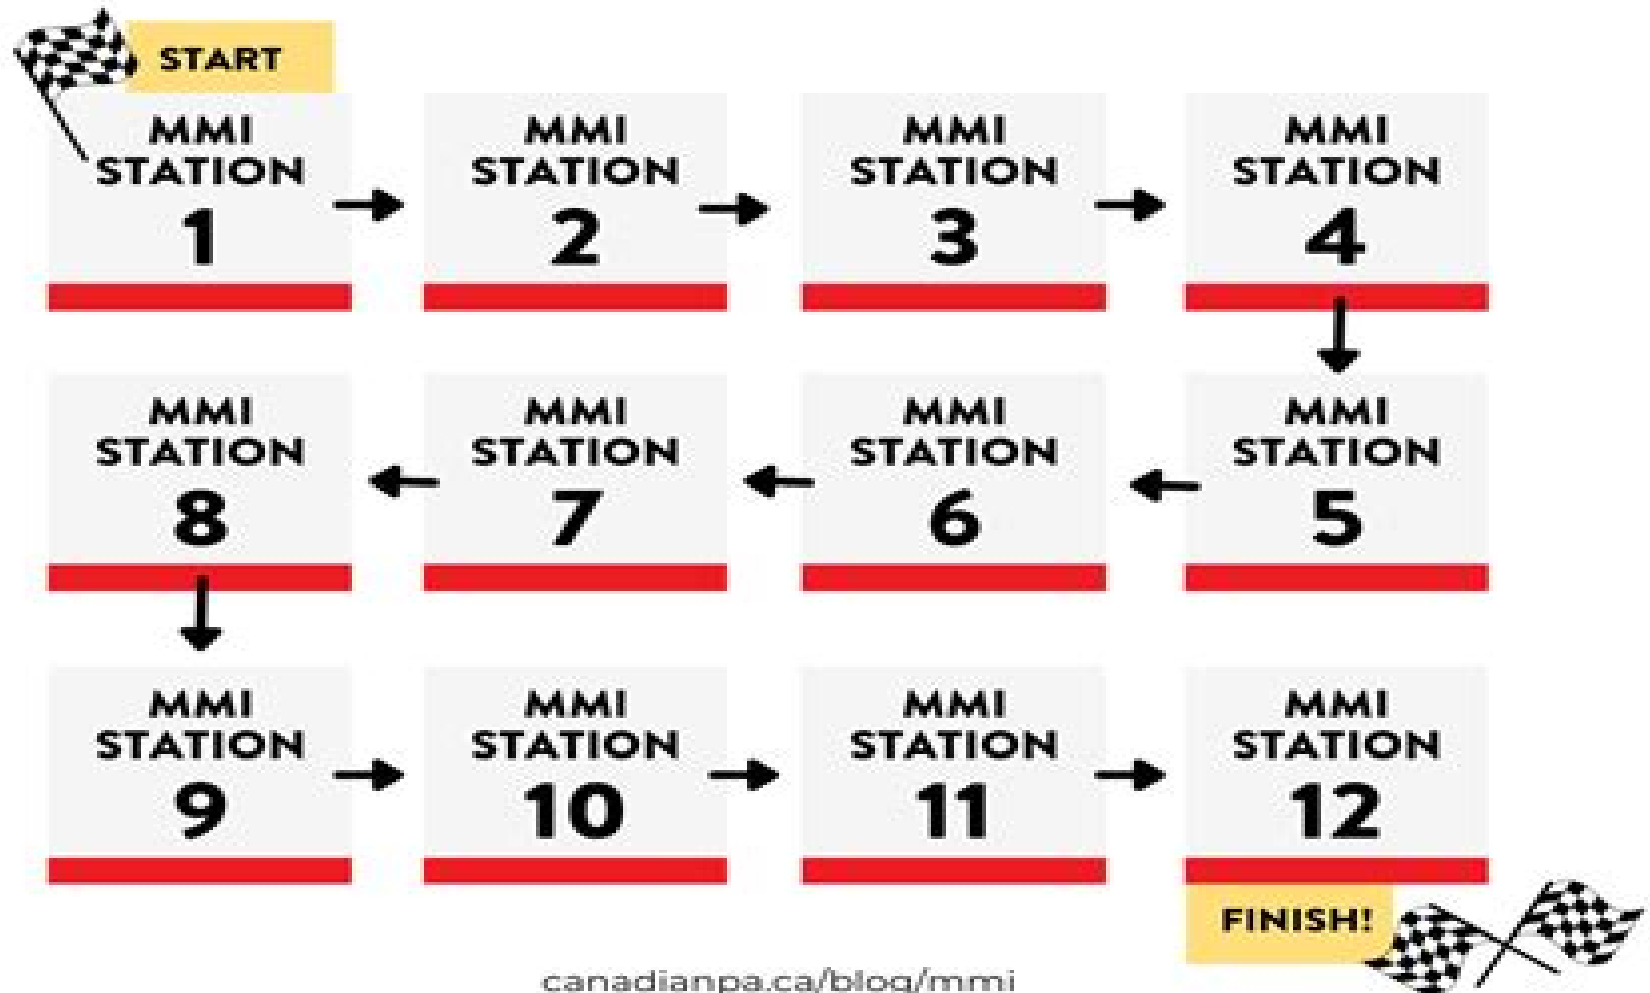 START
MMI
STATION
1
MMI
STATION
2
MMI
STATION
3
MMI
STATION
4
MMI
STATION
5
MMI
STATION
6
MMI
STATION
7
MMI
STATION
8
MMI
STATION
9
MMI
STATION
10
MMI
STATION
11
MMI
STATION
12
FINISH!
canadianpa.ca/blog/mmi